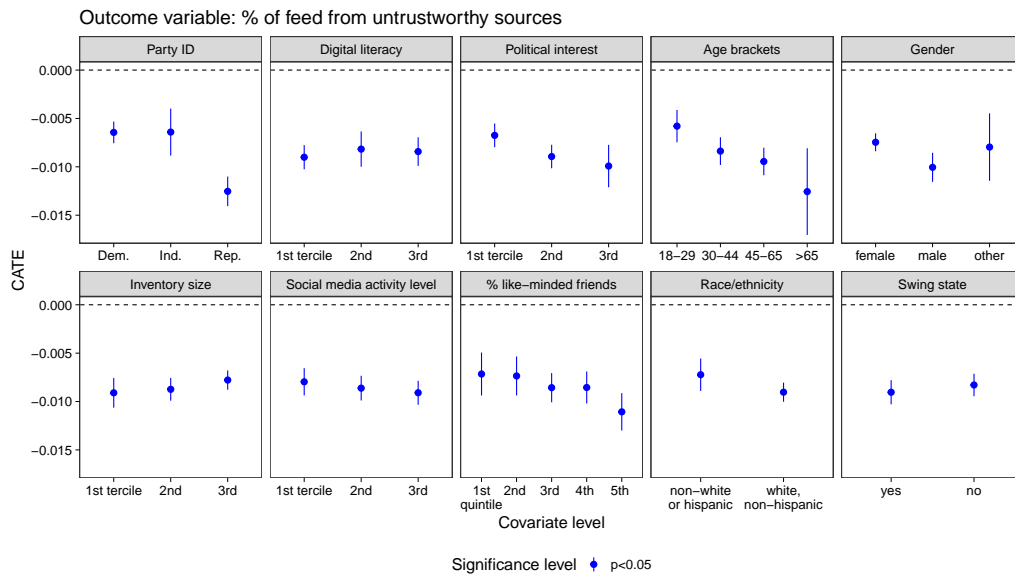 Outcome variable: % of feed from untrustworthy sources
Party ID Digital literacy Political interest Age brackets Gender
0.000
−0.005
−0.010
−0.015
Dem. Ind. Rep. 1st tercile 2nd 3rd 1st tercile 2nd 3rd 18−29 30−44 45−65 >65 female male other
CATE
Inventory size Social media activity level % like−minded friends Race/ethnicity Swing state
0.000
−0.005
−0.010
−0.015
1st tercile 2nd 3rd 1st tercile 2nd 3rd 1st 2nd 3rd 4th 5th non−white white, yes no
quintile or hispanic non−hispanic
Covariate level
Significance level p<0.05